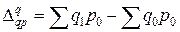 Δ^q_qp = ∑ q₁p₀ − ∑ q₀p₀